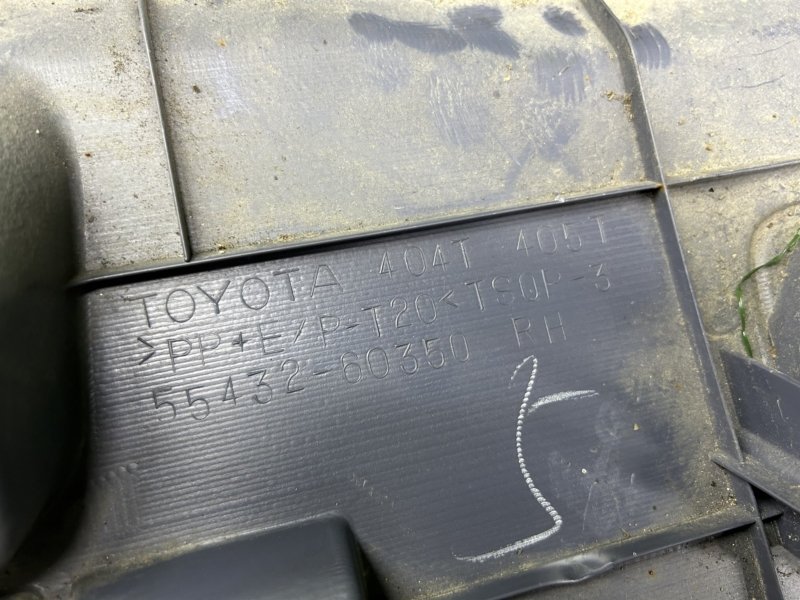 TOYOTA 404T 405T
>PP+E/P-T20<TSOP-3
55432-60350 RH